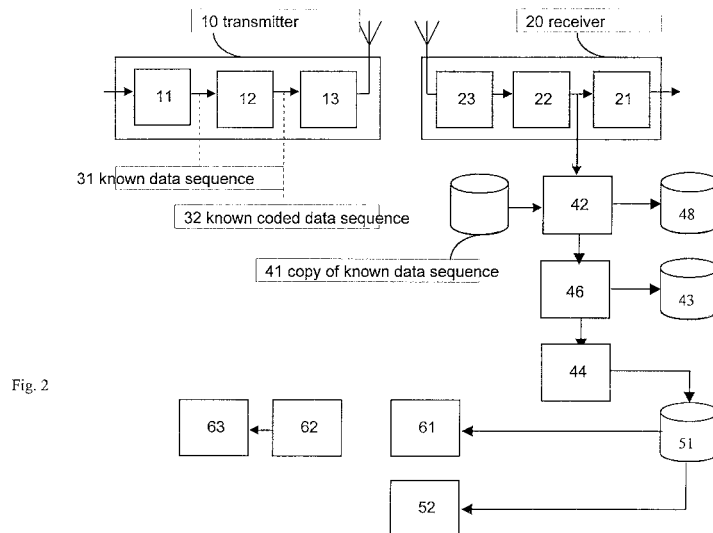 10 transmitter
20 receiver
11
12
13
23
22
21
31 known data sequence
32 known coded data sequence
42
48
41 copy of known data sequence
46
43
44
Fig. 2
63
62
61
51
52